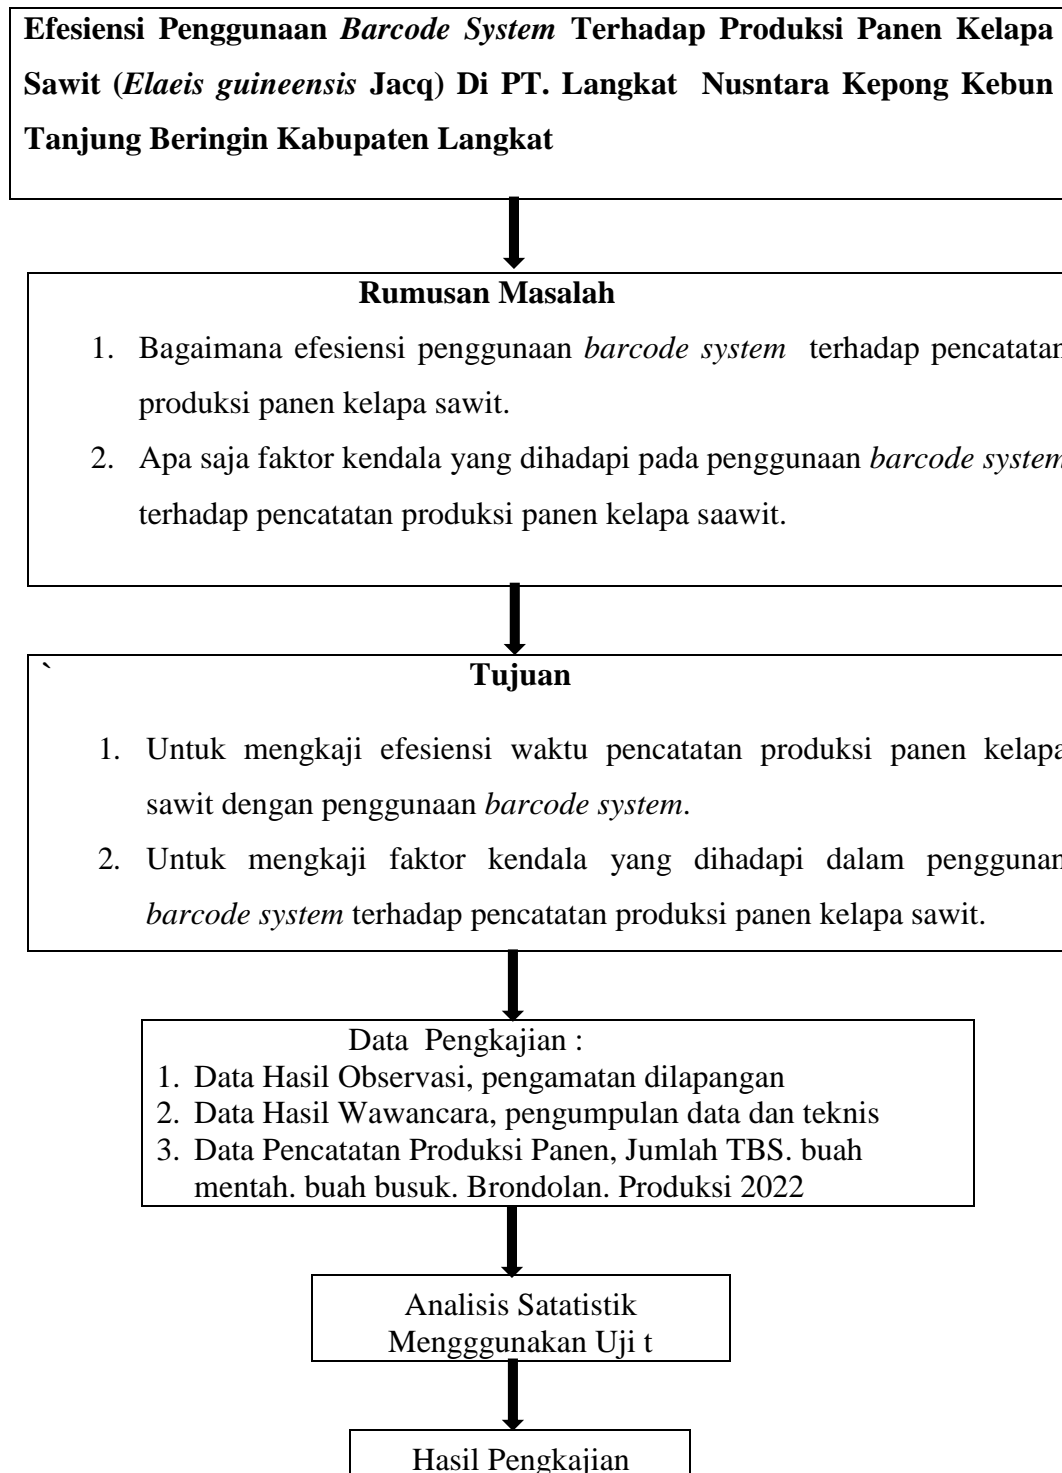 Efesiensi Penggunaan Barcode System Terhadap Produksi Panen Kelapa
Sawit (Elaeis guineensis Jacq) Di PT. Langkat Nusntara Kepong Kebun
Tanjung Beringin Kabupaten Langkat
Rumusan Masalah
1. Bagaimana efesiensi penggunaan barcode system terhadap pencatatan
produksi panen kelapa sawit.
2. Apa saja faktor kendala yang dihadapi pada penggunaan barcode system
terhadap pencatatan produksi panen kelapa saawit.
`
Tujuan
1. Untuk mengkaji efesiensi waktu pencatatan produksi panen kelapa
sawit dengan penggunaan barcode system.
2. Untuk mengkaji faktor kendala yang dihadapi dalam penggunan
barcode system terhadap pencatatan produksi panen kelapa sawit.
Data Pengkajian :
1. Data Hasil Observasi, pengamatan dilapangan
2. Data Hasil Wawancara, pengumpulan data dan teknis
3. Data Pencatatan Produksi Panen, Jumlah TBS. buah
mentah. buah busuk. Brondolan. Produksi 2022
Analisis Satatistik
Mengggunakan Uji t
Hasil Pengkajian